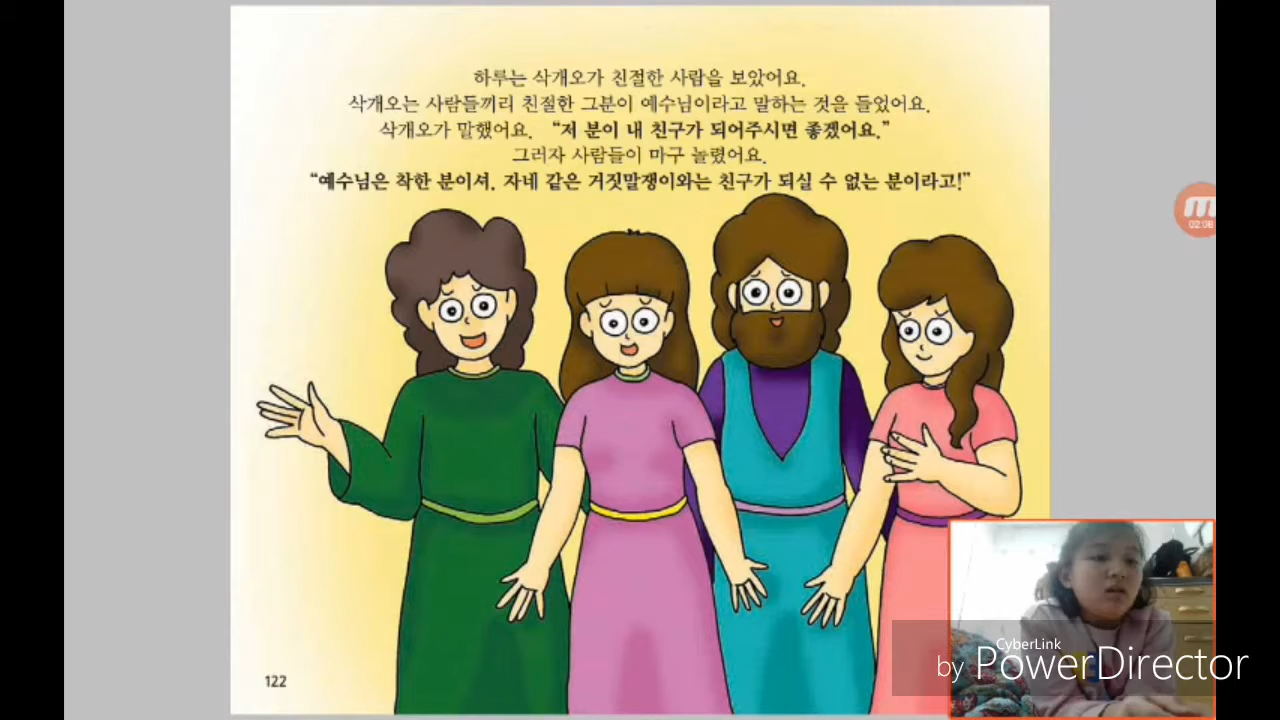 하루는 삭개오가 친절한 사람을 보았어요.
삭개오는 사람들끼리 친절한 그분이 예수님이라고 말하는 것을 들었어요.
삭개오가 말했어요. “저 분이 내 친구가 되어주시면 좋겠어요.”
그러자 사람들이 마구 놀렸어요.
“예수님은 착한 분이셔. 자네 같은 거짓말쟁이와는 친구가 되실 수 없는 분이라고!”
02:08
122
CyberLink
by PowerDirector